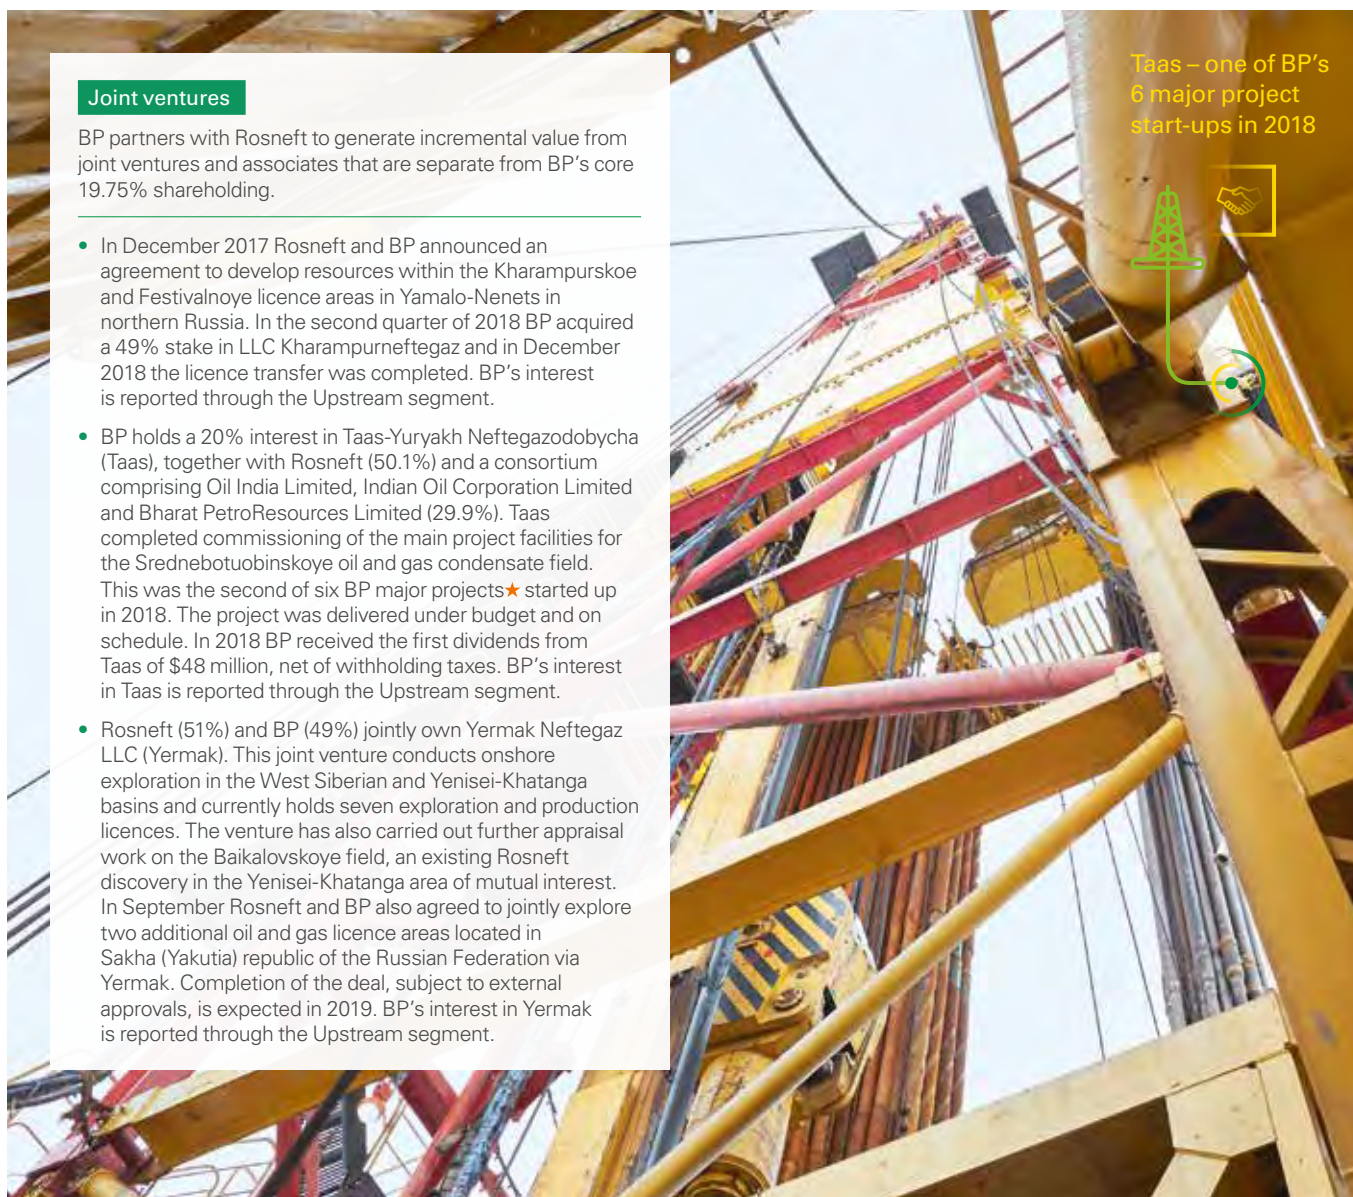 Joint ventures
BP partners with Rosneft to generate incremental value from
joint ventures and associates that are separate from BP's core
19.75% shareholding.
• In December 2017 Rosneft and BP announced an
agreement to develop resources within the Kharampurskoe
and Festivalnoye licence areas in Yamalo-Nenets in
northern Russia. In the second quarter of 2018 BP acquired
a 49% stake in LLC Kharampurneftegaz and in December
2018 the licence transfer was completed. BP's interest
is reported through the Upstream segment.
• BP holds a 20% interest in Taas-Yuryakh Neftegazodobycha
(Taas), together with Rosneft (50.1%) and a consortium
comprising Oil India Limited, Indian Oil Corporation Limited
and Bharat PetroResources Limited (29.9%). Taas
completed commissioning of the main project facilities for
the Srednebotuobinskoye oil and gas condensate field.
This was the second of six BP major projects★ started up
in 2018. The project was delivered under budget and on
schedule. In 2018 BP received the first dividends from
Taas of $48 million, net of withholding taxes. BP's interest
in Taas is reported through the Upstream segment.
• Rosneft (51%) and BP (49%) jointly own Yermak Neftegaz
LLC (Yermak). This joint venture conducts onshore
exploration in the West Siberian and Yenisei-Khatanga
basins and currently holds seven exploration and production
licences. The venture has also carried out further appraisal
work on the Baikalovskoye field, an existing Rosneft
discovery in the Yenisei-Khatanga area of mutual interest.
In September Rosneft and BP also agreed to jointly explore
two additional oil and gas licence areas located in
Sakha (Yakutia) republic of the Russian Federation via
Yermak. Completion of the deal, subject to external
approvals, is expected in 2019. BP's interest in Yermak
is reported through the Upstream segment.
Taas – one of BP's
6 major project
start-ups in 2018